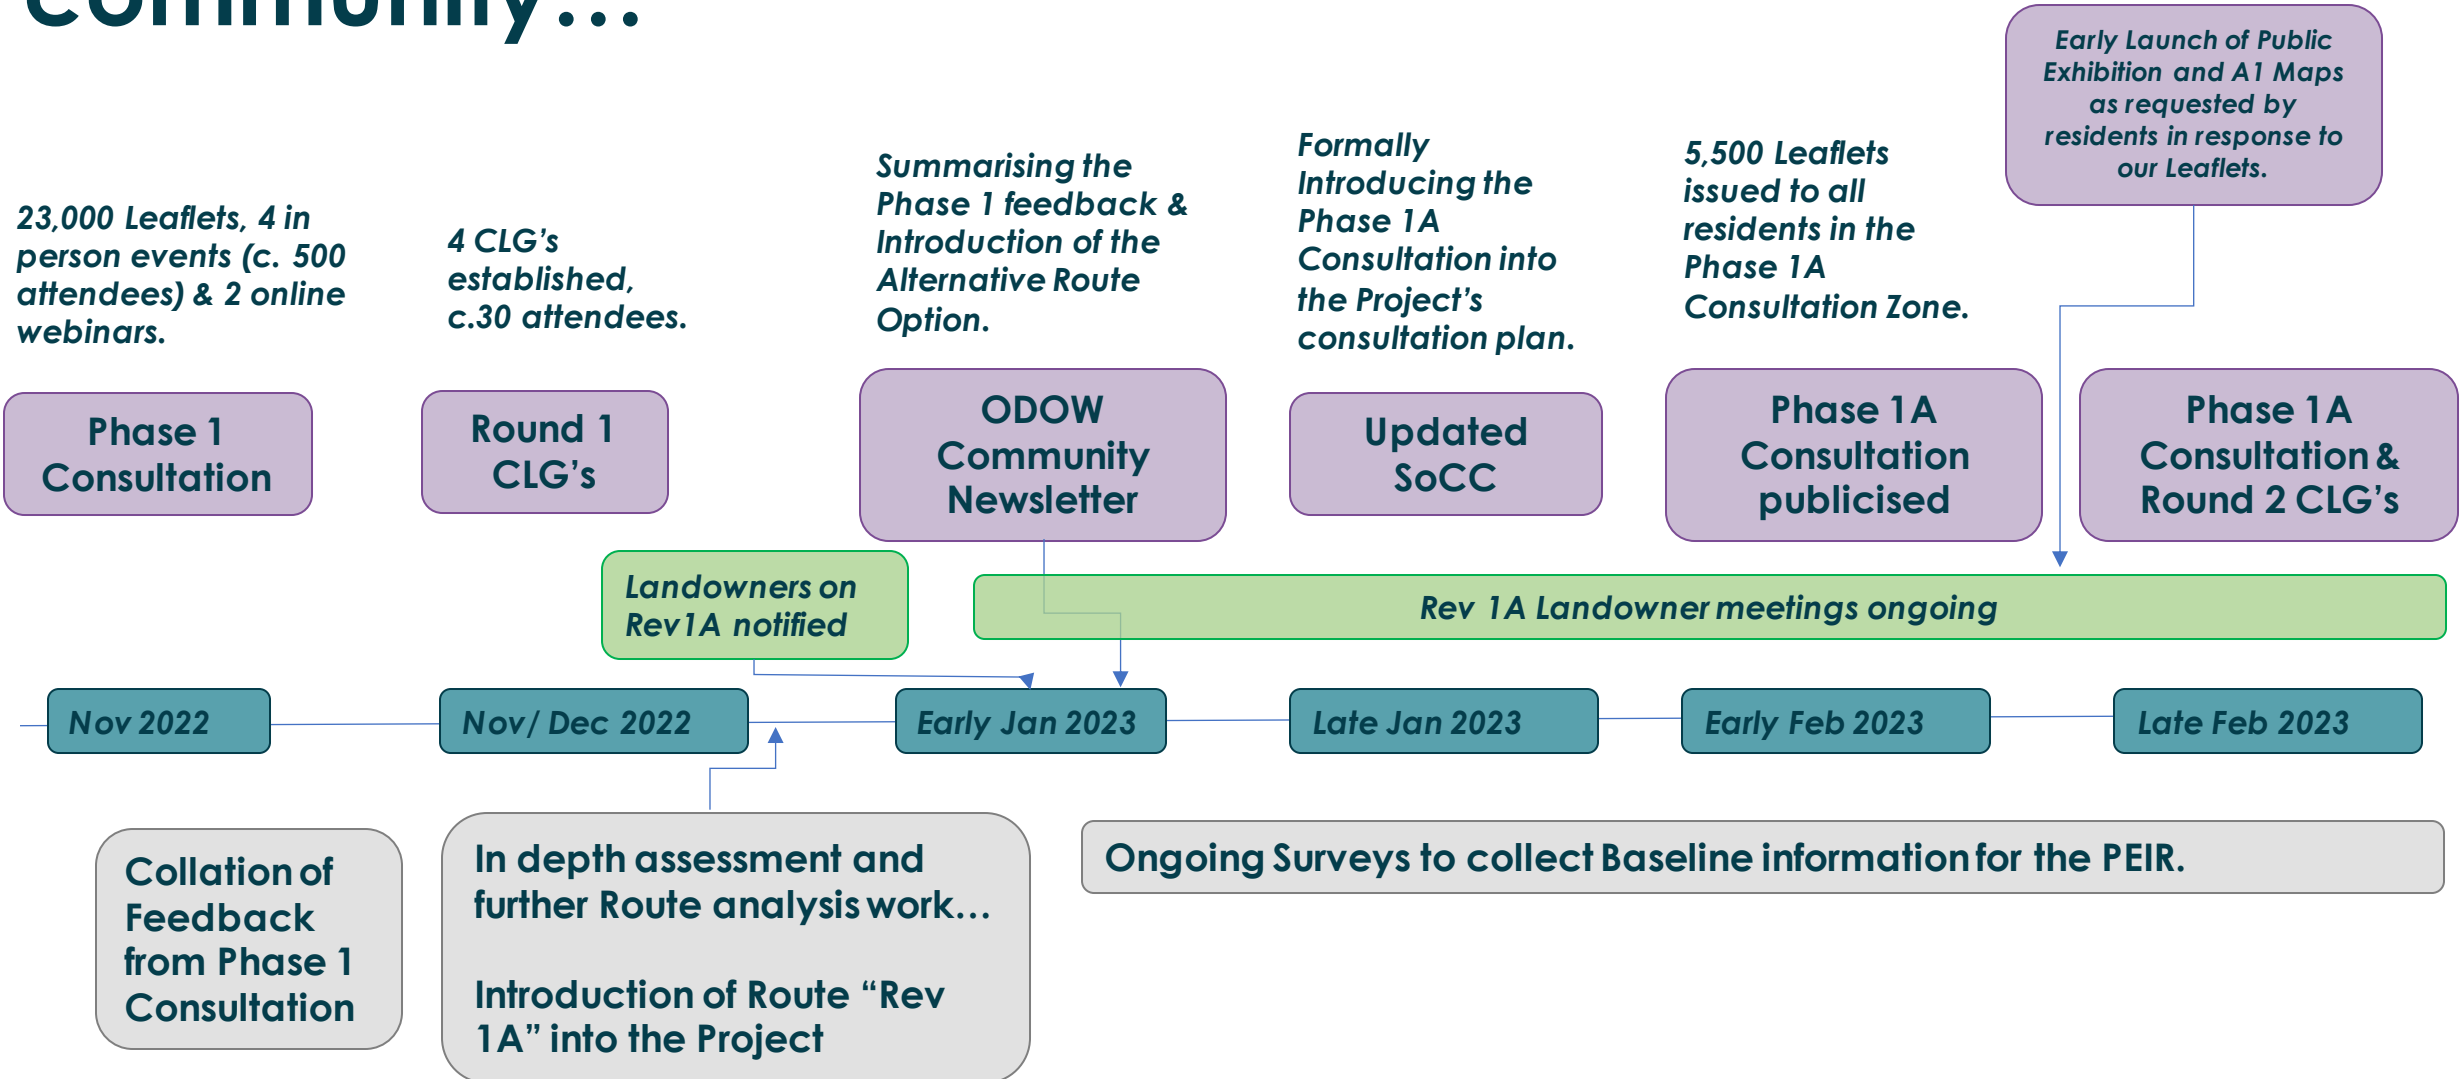 community…
Early Launch of Public
Exhibition and A1 Maps
as requested by
residents in response to
our Leaflets.
23,000 Leaflets, 4 in
person events (c. 500
attendees) & 2 online
webinars.
4 CLG’s
established,
c.30 attendees.
Summarising the
Phase 1 feedback &
Introduction of the
Alternative Route
Option.
Formally
Introducing the
Phase 1A
Consultation into
the Project’s
consultation plan.
5,500 Leaflets
issued to all
residents in the
Phase 1A
Consultation Zone.
Phase 1
Consultation
Round 1
CLG’s
ODOW
Community
Newsletter
Updated
SoCC
Phase 1A
Consultation
publicised
Phase 1A
Consultation &
Round 2 CLG’s
Landowners on
Rev1A notified
Rev 1A Landowner meetings ongoing
Nov 2022
Nov/ Dec 2022
Early Jan 2023
Late Jan 2023
Early Feb 2023
Late Feb 2023
Collation of
Feedback
from Phase 1
Consultation
In depth assessment and
further Route analysis work…
Introduction of Route “Rev
1A” into the Project
Ongoing Surveys to collect Baseline information for the PEIR.